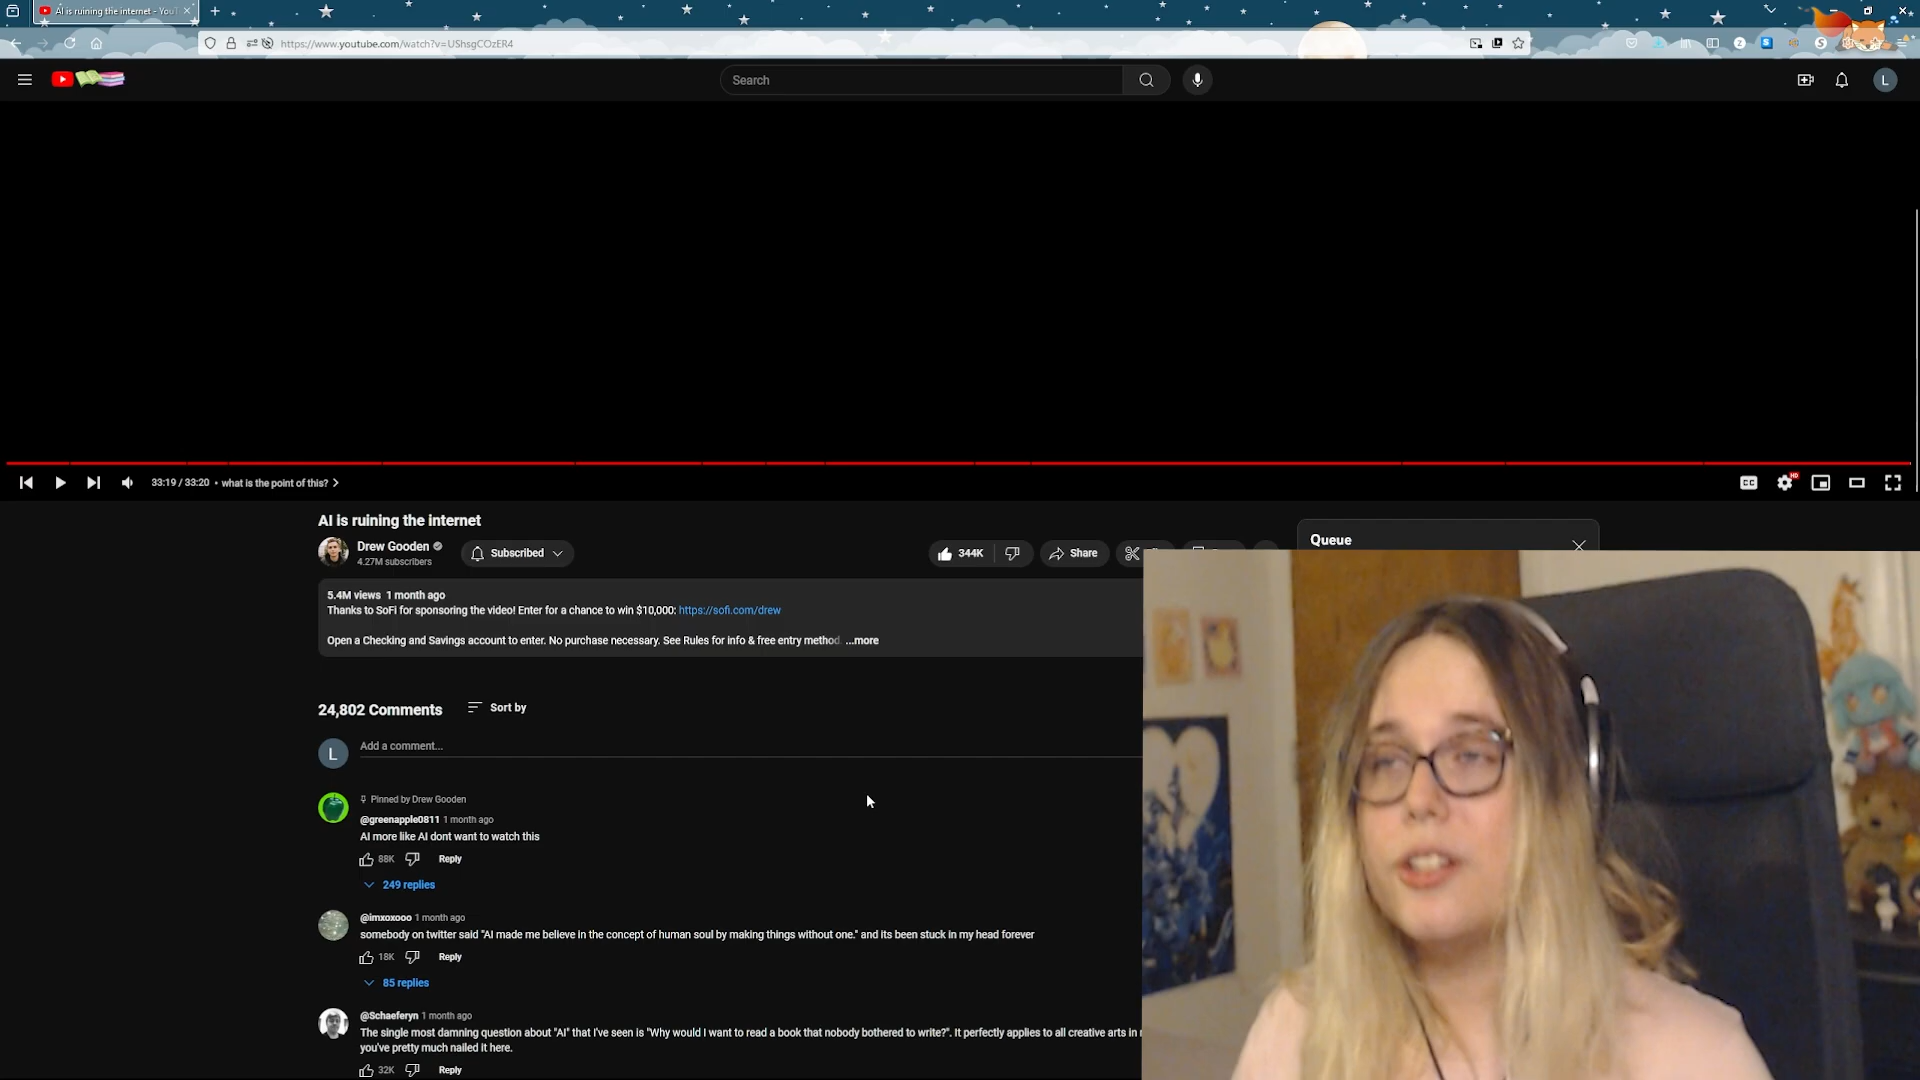 AI is ruining the internet - YouT
https://www.youtube.com/watch?v=UShsgCOzER4
Search
L
33:19 / 33:20 • what is the point of this?
CC
HD
AI is ruining the internet
Drew Gooden
4.27M subscribers
Subscribed
344K
Share
Queue
5.4M views 1 month ago
Thanks to SoFi for sponsoring the video! Enter for a chance to win $10,000: https://sofi.com/drew
Open a Checking and Savings account to enter. No purchase necessary. See Rules for info & free entry method. ...more
24,802 Comments
Sort by
L
Add a comment...
Pinned by Drew Gooden
@greenapple0811 1 month ago
AI more like AI dont want to watch this
88K
Reply
249 replies
@imxoxooo 1 month ago
somebody on twitter said "AI made me believe in the concept of human soul by making things without one." and its been stuck in my head forever
18K
Reply
85 replies
@Schaeferyn 1 month ago
The single most damning question about "AI" that I've seen is "Why would I want to read a book that nobody bothered to write?". It perfectly applies to all creative arts in
you've pretty much nailed it here.
32K
Reply